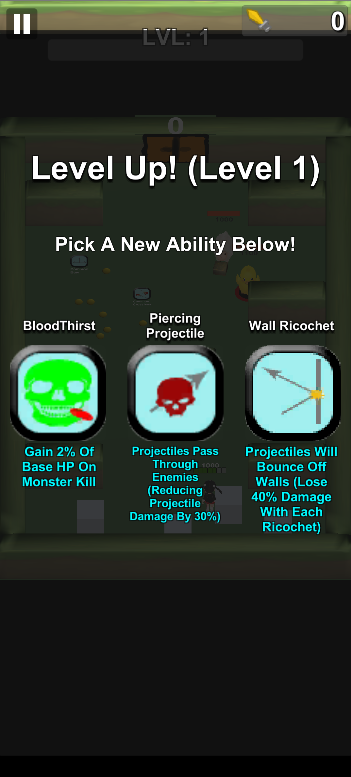 0
LVL: 1
0
Level Up! (Level 1)
Pick A New Ability Below!
BloodThirst
Gain 2% Of
Base HP On
Monster Kill
Piercing
Projectile
Projectiles Pass
Through
Enemies
(Reducing
Projectile
Damage By 30%)
Wall Ricochet
Projectiles Will
Bounce Off
Walls (Lose
40% Damage
With Each
Ricochet)